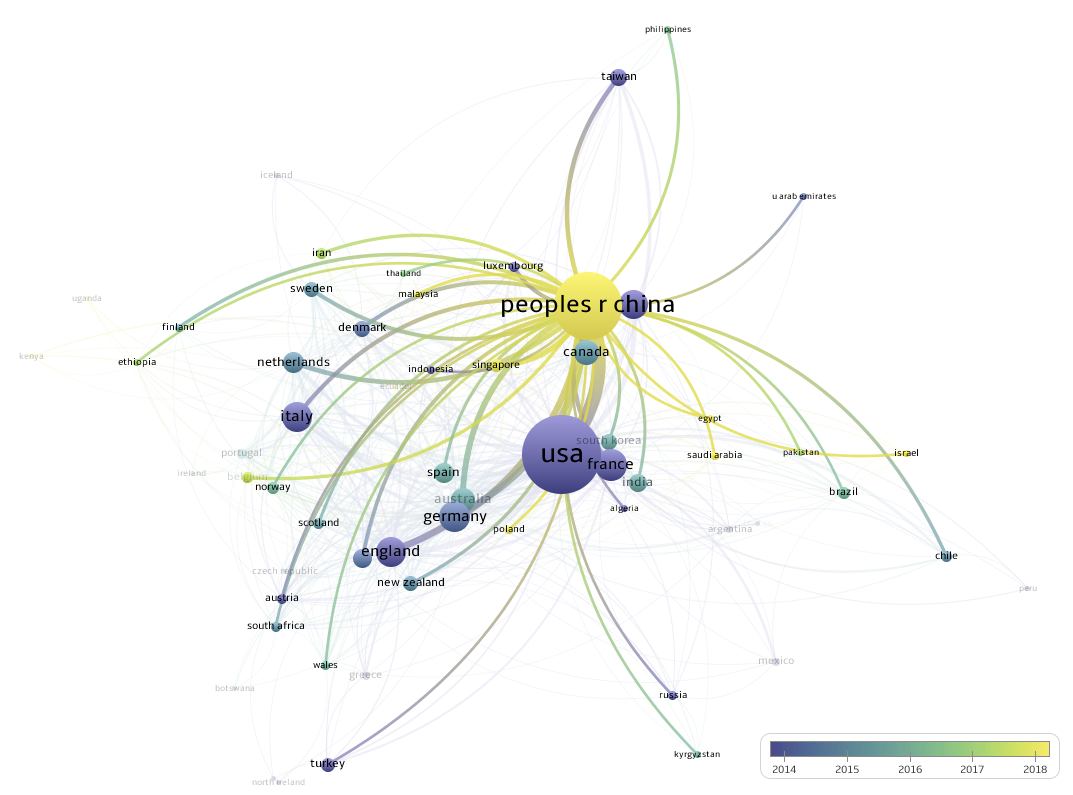 philippines
taiwan
iceland
u arab emirates
iran
luxembourg
thailand
sweden
malaysia
uganda
peoples r china
finland
denmark
canada
kenya
ethiopia
netherlands
indonesia
singapore
ecuador
italy
egypt
south korea
portugal
usa
saudi arabia
pakistan
israel
france
ireland
belgium
spain
india
norway
brazil
australia
algeria
germany
scotland
poland
argentina
england
chile
czech republic
new zealand
peru
austria
south africa
mexico
wales
greece
botswana
russia
kyrgyzstan
turkey
north ireland
2014 2015 2016 2017 2018